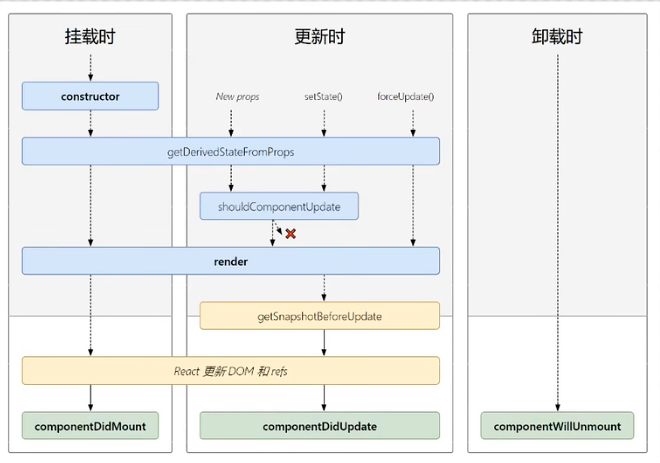 挂载时
更新时
卸载时
constructor
New props
setState()
forceUpdate()
getDerivedStateFromProps
shouldComponentUpdate
render
getSnapshotBeforeUpdate
React 更新 DOM 和 refs
componentDidMount
componentDidUpdate
componentWillUnmount